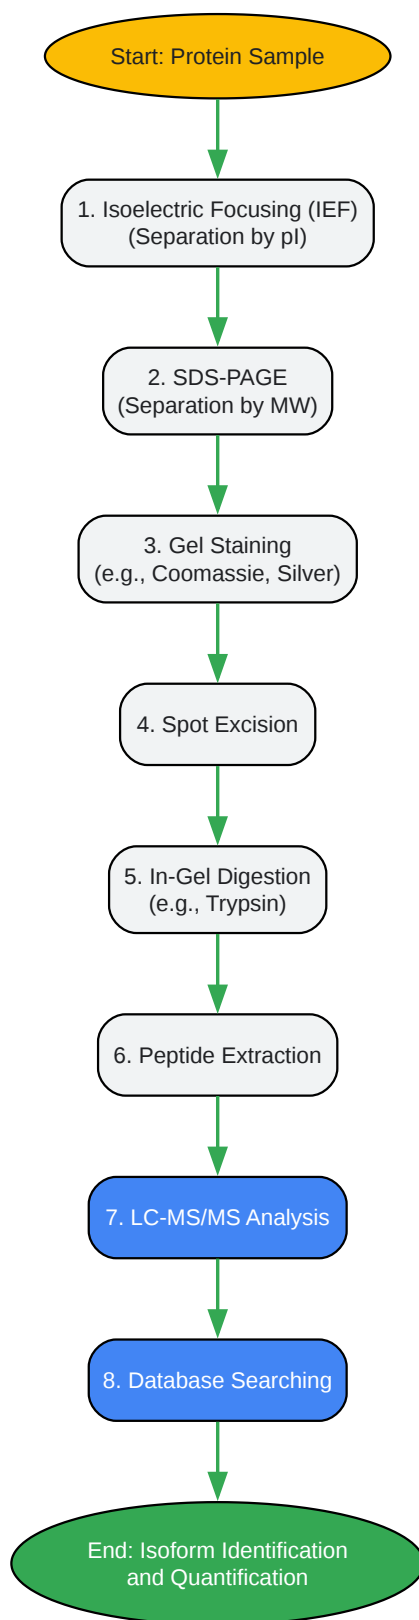 Start: Protein Sample
1. Isoelectric Focusing (IEF)
(Separation by pI)
2. SDS-PAGE
(Separation by MW)
3. Gel Staining
(e.g., Coomassie, Silver)
4. Spot Excision
5. In-Gel Digestion
(e.g., Trypsin)
6. Peptide Extraction
7. LC-MS/MS Analysis
8. Database Searching
End: Isoform Identification
and Quantification